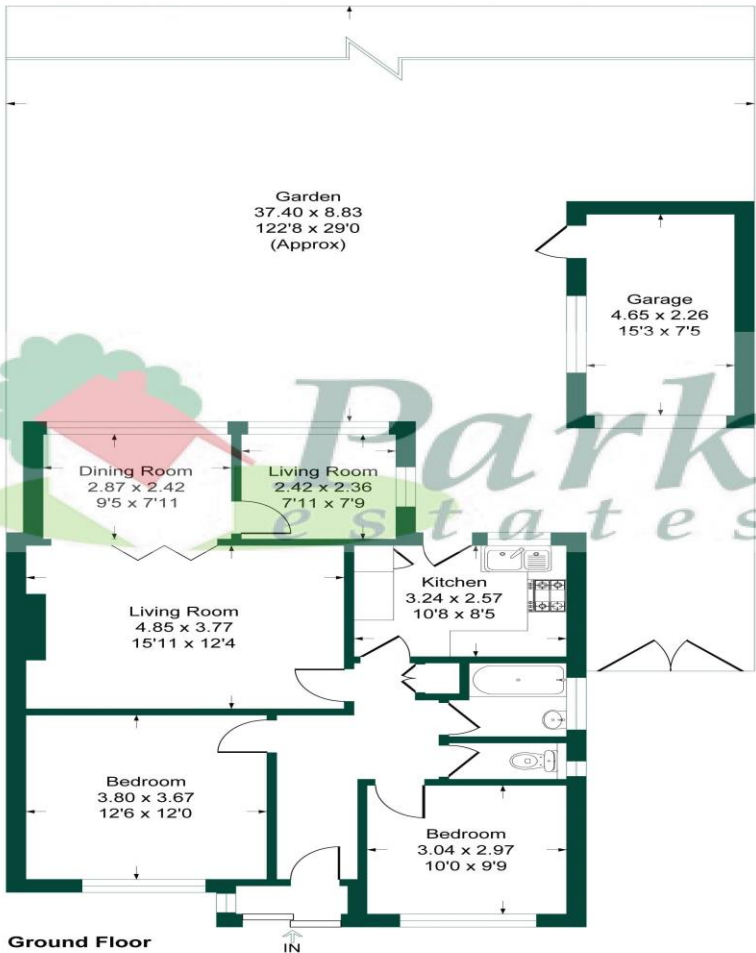 Garden
37.40 x 8.83
122'8 x 29'0
(Approx)
Garage
4.65 x 2.26
15'3 x 7'5
Park
estates
Dining Room
2.87 x 2.42
9'5 x 7'11
Living Room
2.42 x 2.36
7'11 x 7'9
Kitchen
3.24 x 2.57
10'8 x 8'5
Living Room
4.85 x 3.77
15'11 x 12'4
Bedroom
3.80 x 3.67
12'6 x 12'0
Bedroom
3.04 x 2.97
10'0 x 9'9
Ground Floor
IN